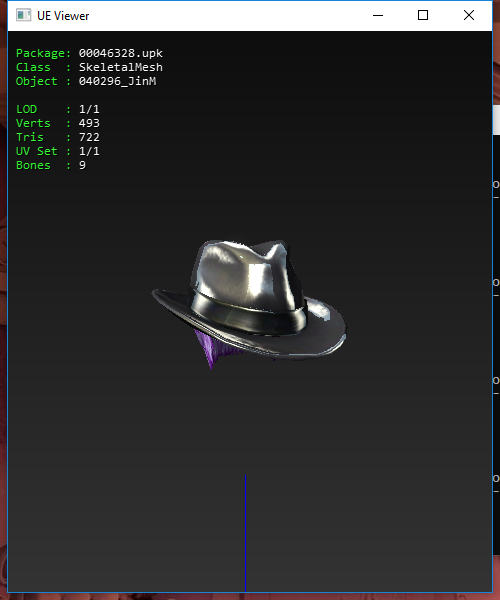 UE Viewer
Package: 00046328.upk
Class : SkeletalMesh
Object : 040296_JinM
LOD : 1/1
Verts : 493
Tris : 722
UV Set : 1/1
Bones : 9